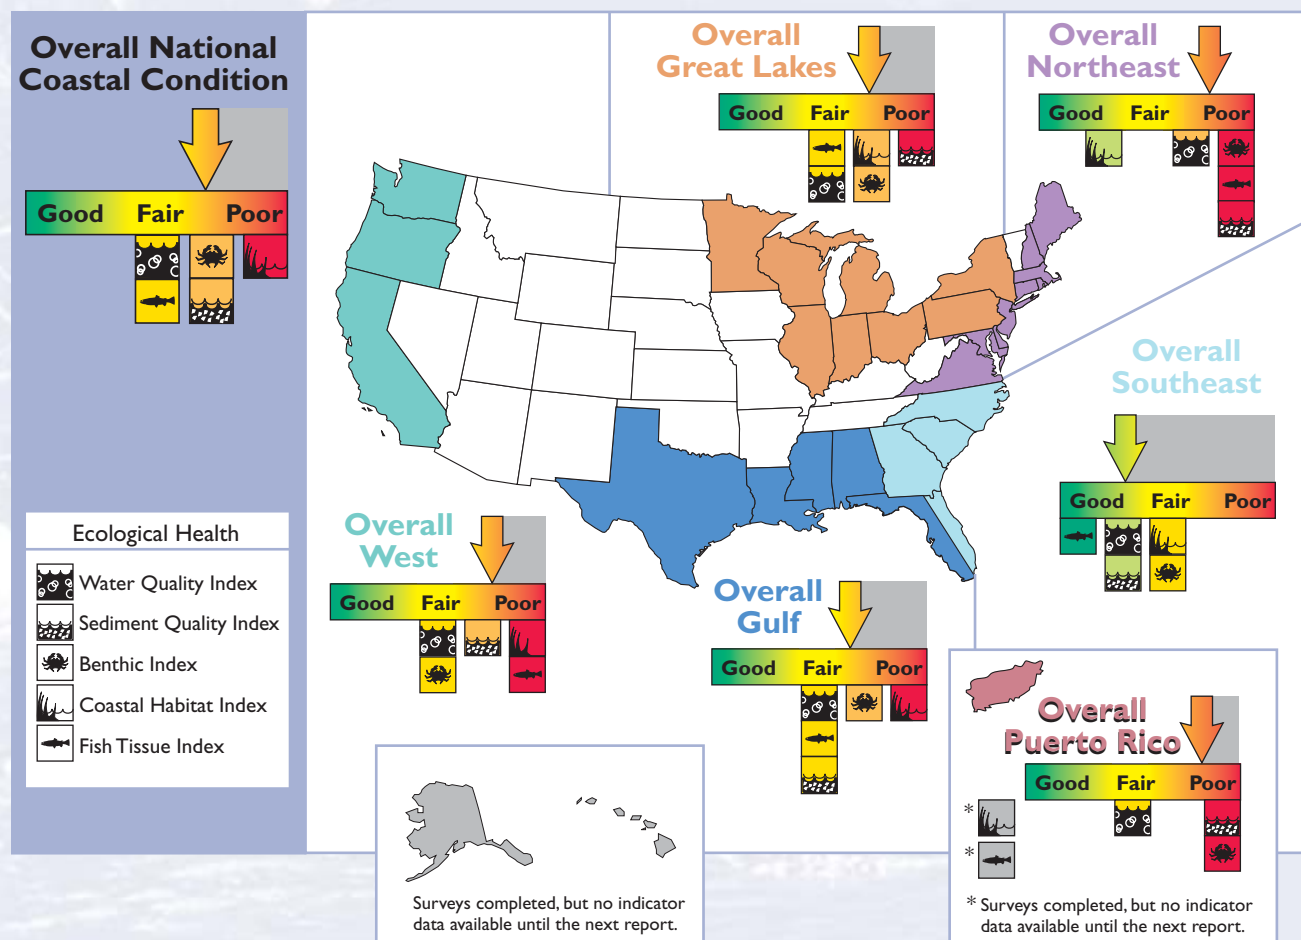 Overall National
Coastal Condition
Good Fair Poor
Ecological Health
Water Quality Index
Sediment Quality Index
Benthic Index
Coastal Habitat Index
Fish Tissue Index
Overall
Great Lakes
Good Fair Poor
Overall
Northeast
Good Fair Poor
Overall
Southeast
Good Fair Poor
Overall
West
Good Fair Poor
Overall
Gulf
Good Fair Poor
Overall
Puerto Rico
Good Fair Poor
*
*
Surveys completed, but no indicator
data available until the next report.
* Surveys completed, but no indicator
data available until the next report.